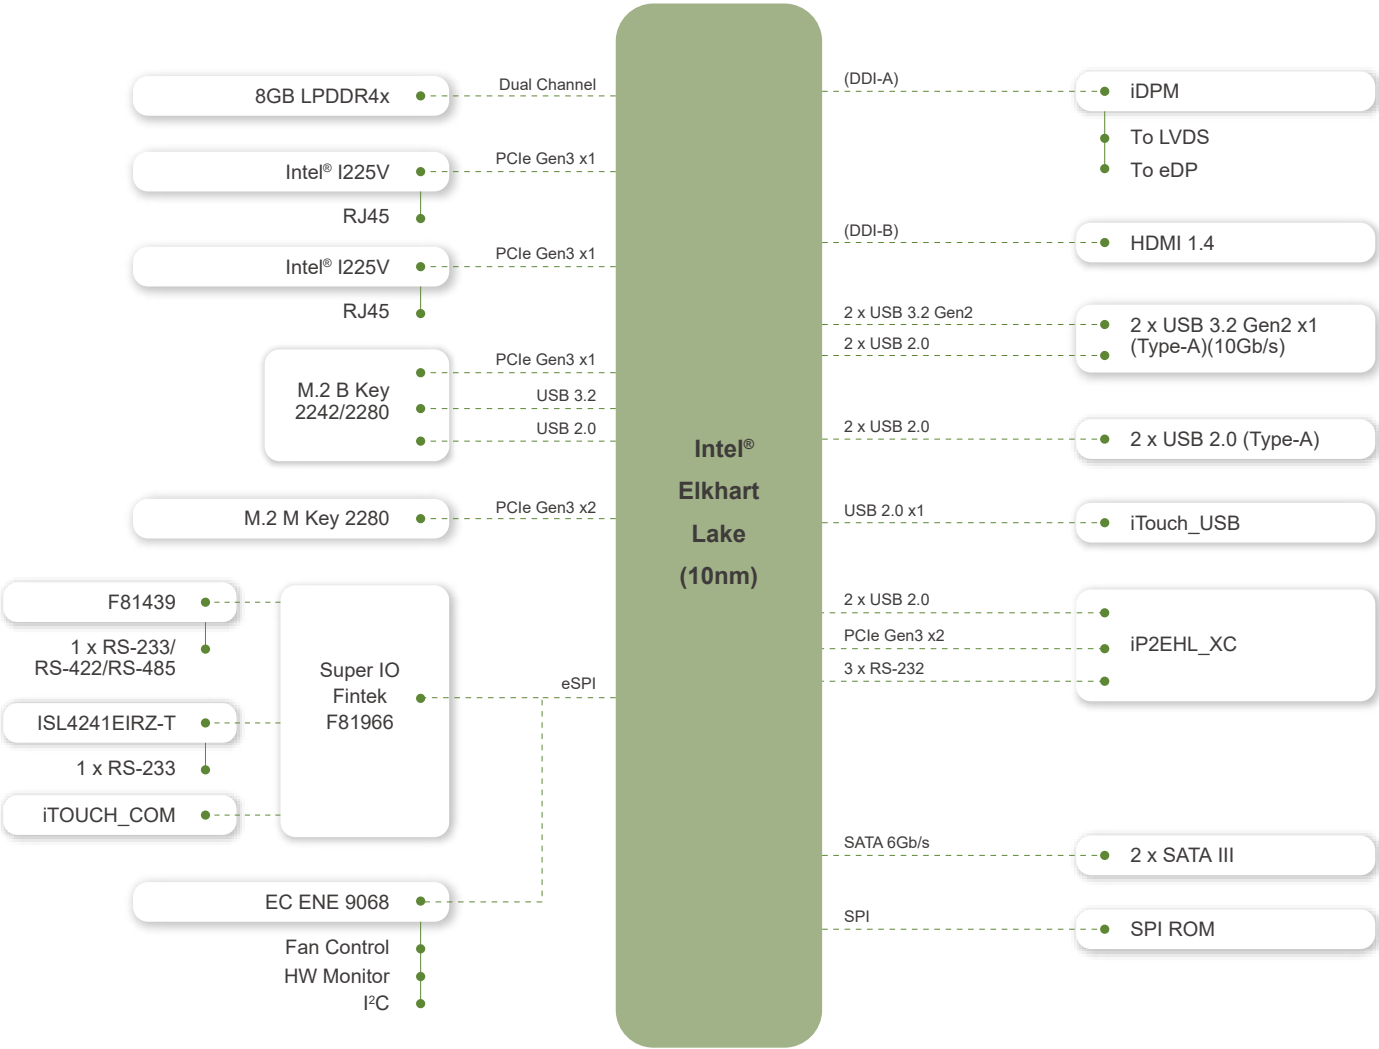 Dual Channel
8GB LPDDR4x
PCIe Gen3 x1
Intel® I225V
RJ45
PCIe Gen3 x1
Intel® I225V
RJ45
PCIe Gen3 x1
M.2 B Key
2242/2280
USB 3.2
USB 2.0
PCIe Gen3 x2
M.2 M Key 2280
F81439
1 x RS-233/
RS-422/RS-485
Super IO
Fintek
F81966
eSPI
ISL4241EIRZ-T
1 x RS-233
iTOUCH_COM
EC ENE 9068
Fan Control
HW Monitor
I²C
Intel®
Elkhart
Lake
(10nm)
(DDI-A)
iDPM
To LVDS
To eDP
(DDI-B)
HDMI 1.4
2 x USB 3.2 Gen2
2 x USB 2.0
2 x USB 3.2 Gen2 x1
(Type-A)(10Gb/s)
2 x USB 2.0
2 x USB 2.0 (Type-A)
USB 2.0 x1
iTouch_USB
2 x USB 2.0
PCIe Gen3 x2
3 x RS-232
iP2EHL_XC
SATA 6Gb/s
2 x SATA III
SPI
SPI ROM